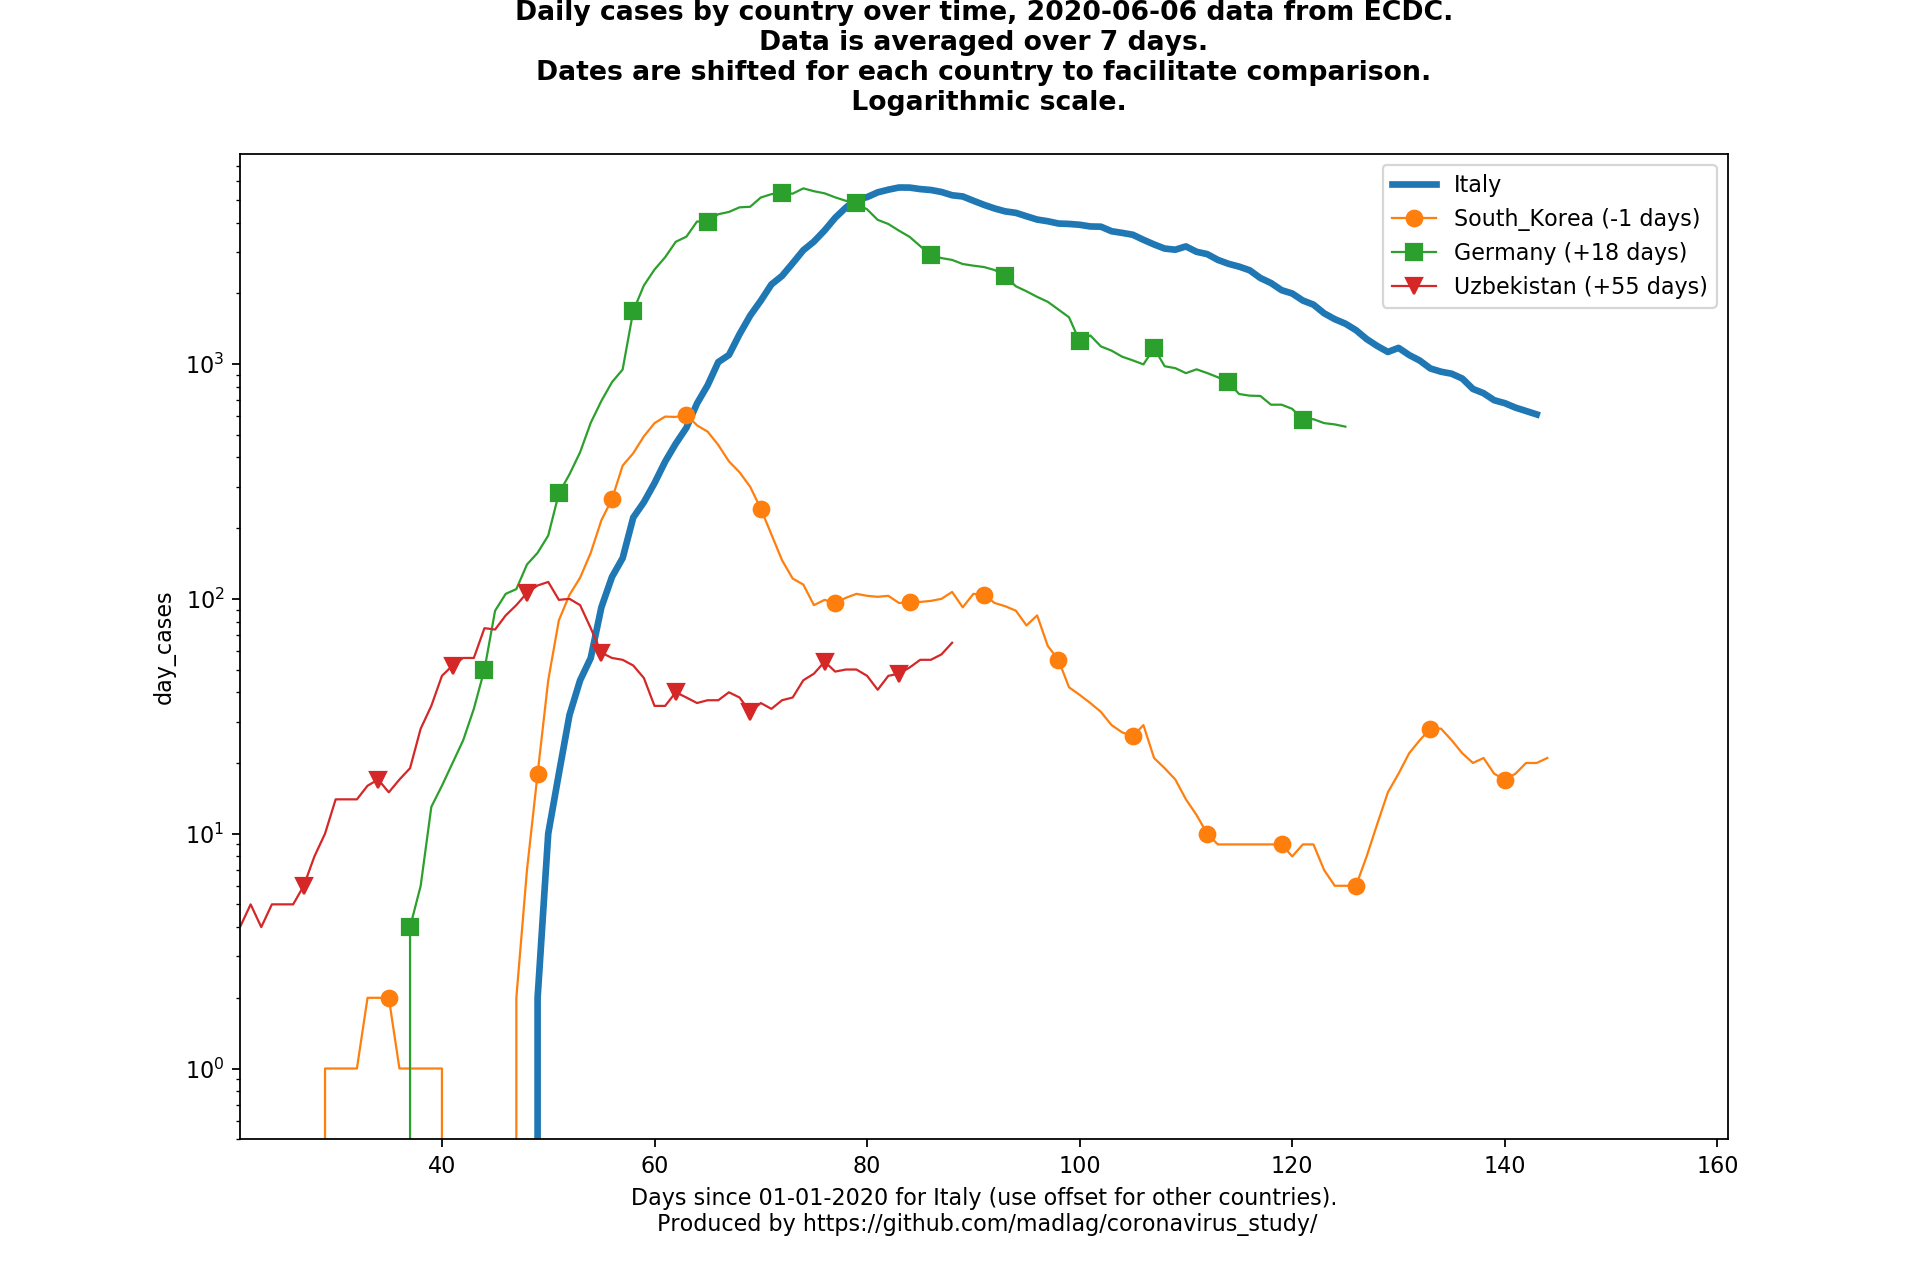 Daily cases by country over time, 2020-06-06 data from ECDC.
Data is averaged over 7 days.
Dates are shifted for each country to facilitate comparison.
Logarithmic scale.
Italy
South_Korea (-1 days)
Germany (+18 days)
Uzbekistan (+55 days)
day_cases
10³
10²
10¹
10⁰
40 60 80 100 120 140 160
Days since 01-01-2020 for Italy (use offset for other countries).
Produced by https://github.com/madlag/coronavirus_study/